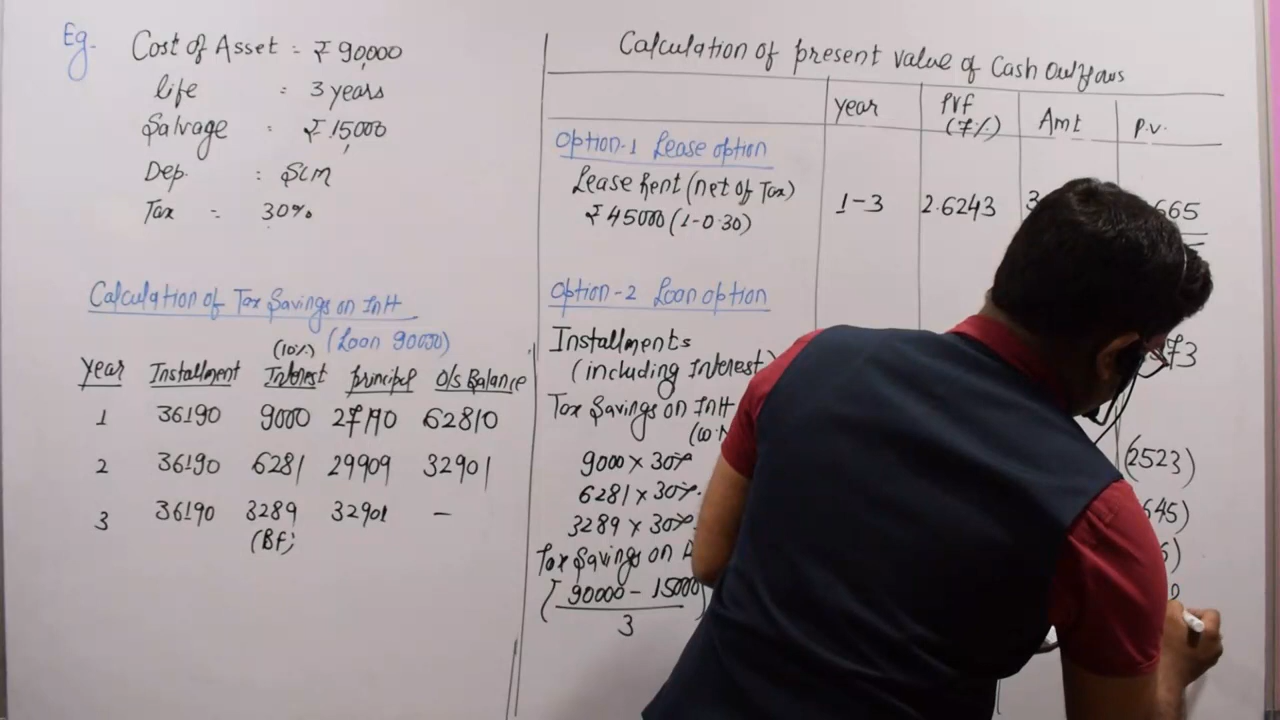 Eg.
Cost of Asset = ₹ 90,000
life : 3 years
Salvage : ₹ 15,000
Dep. : SLM
Tax = 30%
Calculation of Tax Savings on Intt
(10%) (Loan 90000)
Year Installment Interest principal O/s Balance
1 36190 9000 27190 62810
2 36190 6281 29909 32901
3 36190 3289 32901 —
(Bf)
Calculation of present value of Cash Outflows
year PVf (7%) Amt P.V.
Option-1 Lease option
Lease Rent (net of Tax)
₹ 45000 (1-0.30) 1-3 2.6243 3 665
Option-2 Loan option
Installments
(including Interest) 73
Tax Savings on Intt
9000 × 30% (2523)
6281 × 30% 645)
3289 × 30%
Tax Savings on
(90000 - 15000
3